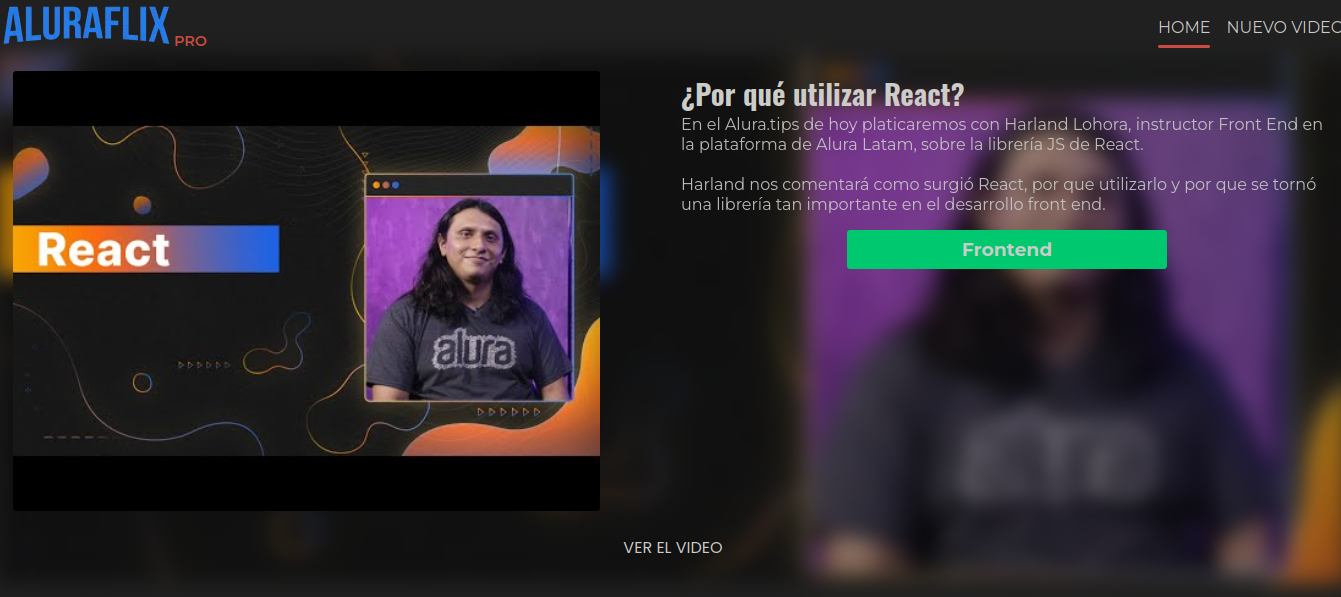 ALURAFLIX PRO
HOME NUEVO VIDEO
¿Por qué utilizar React?
En el Alura.tips de hoy platicaremos con Harland Lohora, instructor Front End en
la plataforma de Alura Latam, sobre la librería JS de React.
Harland nos comentará como surgió React, por que utilizarlo y por que se tornó
una librería tan importante en el desarrollo front end.
Frontend
React
alura
VER EL VIDEO